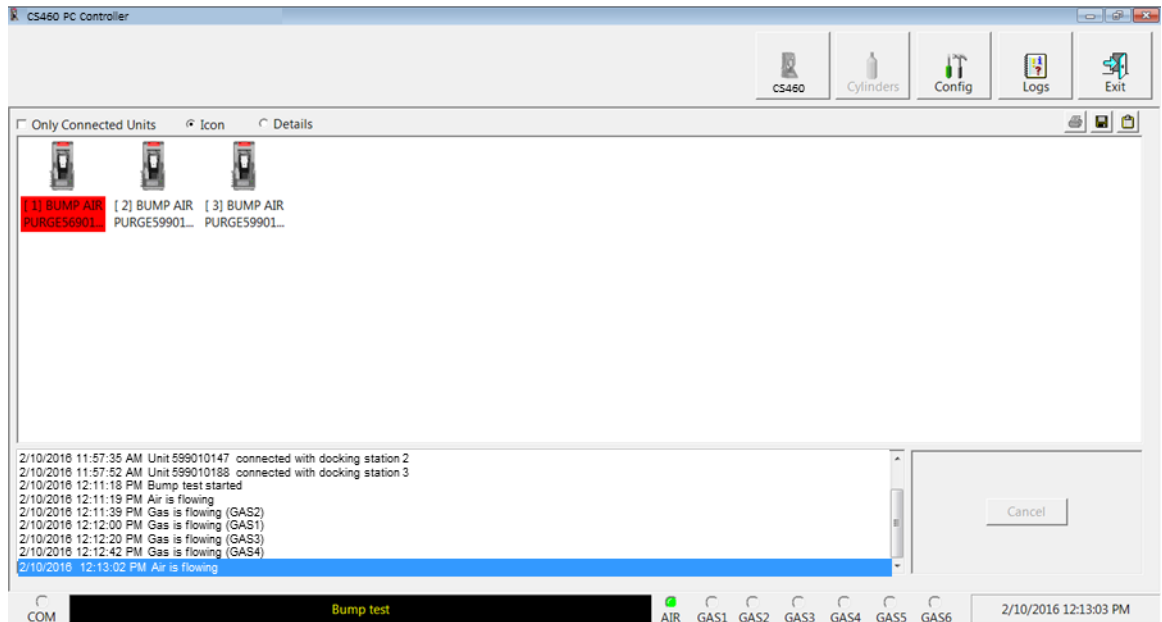 CS460 PC Controller
CS460
Cylinders
Config
Logs
Exit
Only Connected Units
Icon
Details
[ 1] BUMP AIR
PURGE56901...
[ 2] BUMP AIR
PURGE59901...
[ 3] BUMP AIR
PURGE59901...
2/10/2016 11:57:35 AM Unit 599010147 connected with docking station 2
2/10/2016 11:57:52 AM Unit 599010188 connected with docking station 3
2/10/2016 12:11:18 PM Bump test started
2/10/2016 12:11:19 PM Air is flowing
2/10/2016 12:11:39 PM Gas is flowing (GAS2)
2/10/2016 12:12:00 PM Gas is flowing (GAS1)
2/10/2016 12:12:20 PM Gas is flowing (GAS3)
2/10/2016 12:12:42 PM Gas is flowing (GAS4)
2/10/2016 12:13:02 PM Air is flowing
Cancel
COM
Bump test
AIR GAS1 GAS2 GAS3 GAS4 GAS5 GAS6
2/10/2016 12:13:03 PM